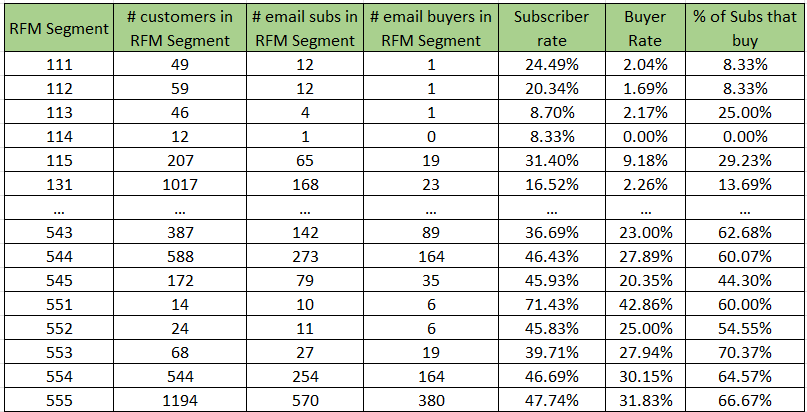 RFM Segment # customers in RFM Segment # email subs in RFM Segment # email buyers in RFM Segment Subscriber rate Buyer Rate % of Subs that buy
111 49 12 1 24.49% 2.04% 8.33%
112 59 12 1 20.34% 1.69% 8.33%
113 46 4 1 8.70% 2.17% 25.00%
114 12 1 0 8.33% 0.00% 0.00%
115 207 65 19 31.40% 9.18% 29.23%
131 1017 168 23 16.52% 2.26% 13.69%
... ... ... ... ... ... ...
543 387 142 89 36.69% 23.00% 62.68%
544 588 273 164 46.43% 27.89% 60.07%
545 172 79 35 45.93% 20.35% 44.30%
551 14 10 6 71.43% 42.86% 60.00%
552 24 11 6 45.83% 25.00% 54.55%
553 68 27 19 39.71% 27.94% 70.37%
554 544 254 164 46.69% 30.15% 64.57%
555 1194 570 380 47.74% 31.83% 66.67%